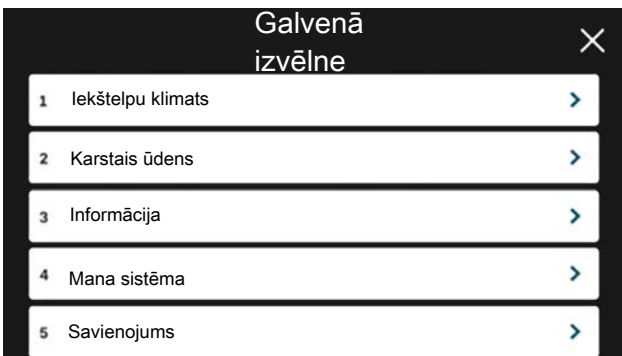 Galvenā
izvēlne
1 Iekštelpu klimats
2 Karstais ūdens
3 Informācija
4 Mana sistēma
5 Savienojums